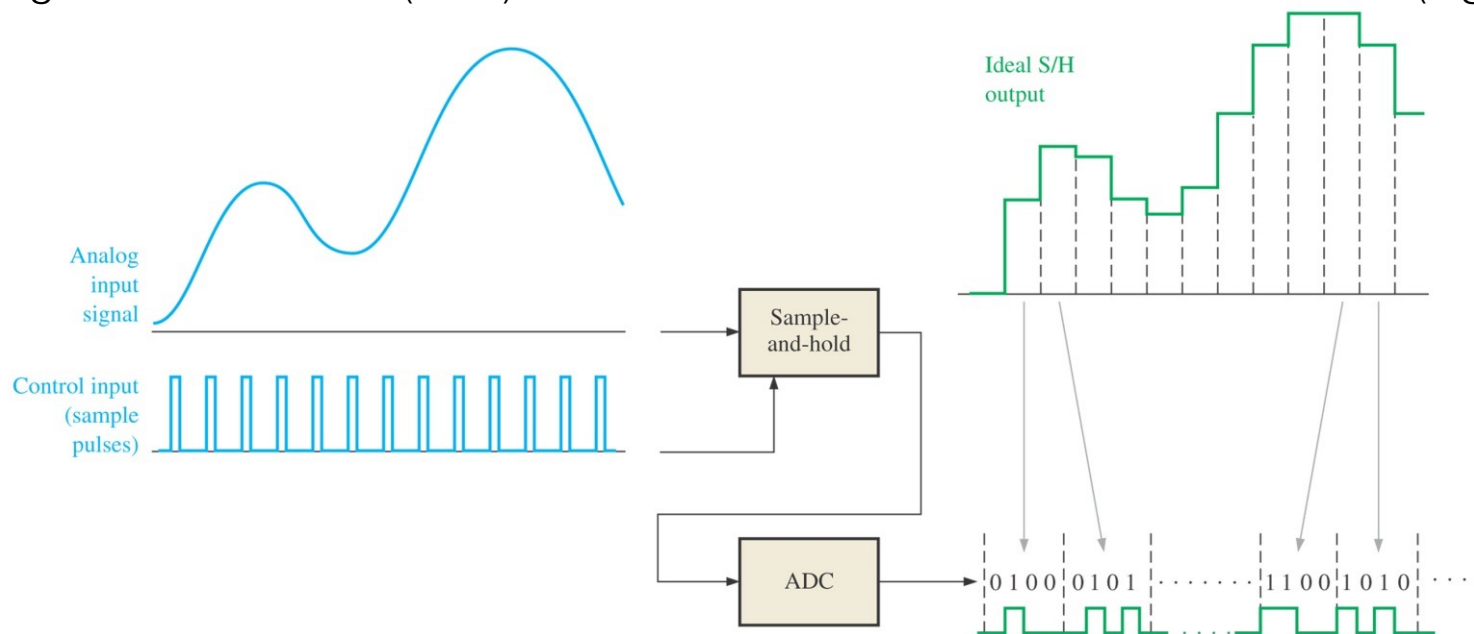 Ideal S/H
output
Analog
input
signal
Sample-
and-hold
Control input
(sample
pulses)
ADC
0 1 0 0 0 1 0 1 . . . . . . . 1 1 0 0 1 0 1 0 . . .